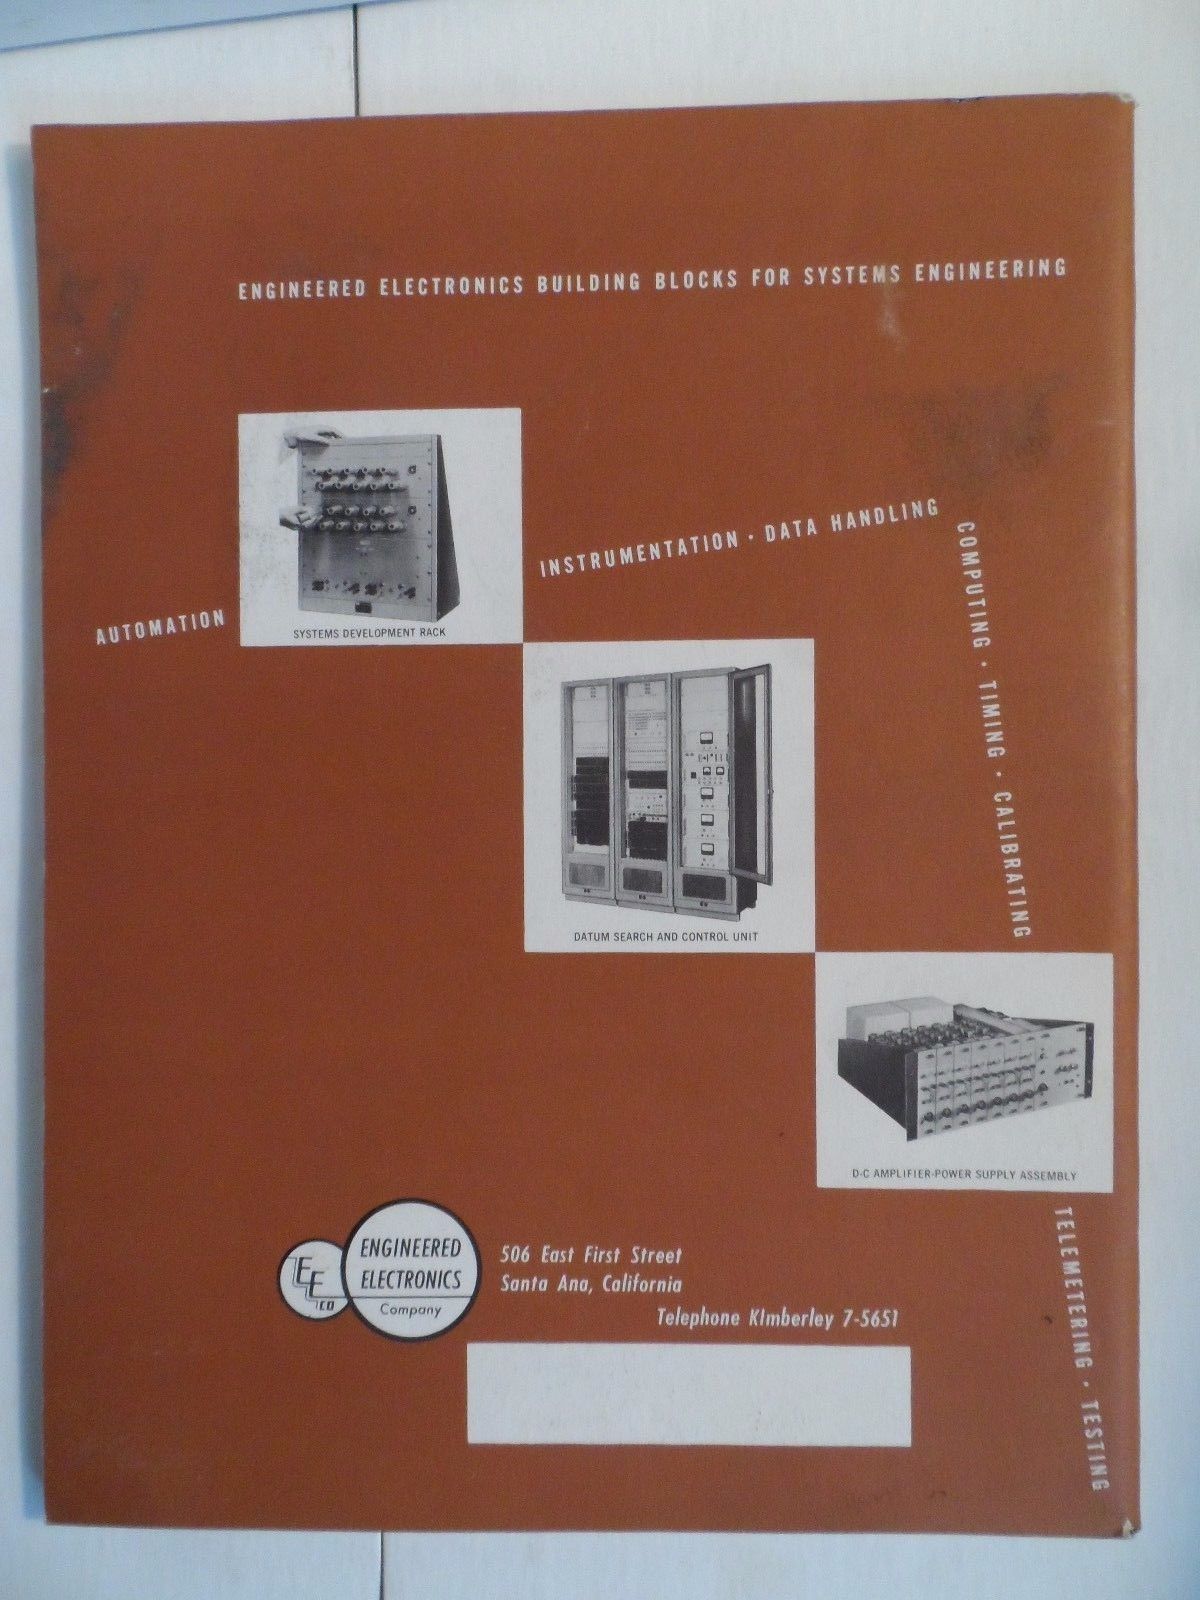 ENGINEERED ELECTRONICS BUILDING BLOCKS FOR SYSTEMS ENGINEERING
AUTOMATION
SYSTEMS DEVELOPMENT RACK
INSTRUMENTATION · DATA HANDLING
COMPUTING · TIMING · CALIBRATING
DATUM SEARCH AND CONTROL UNIT
D-C AMPLIFIER-POWER SUPPLY ASSEMBLY
TELEMETERING · TESTING
EE CO
ENGINEERED
ELECTRONICS
Company
506 East First Street
Santa Ana, California
Telephone KImberley 7-5651